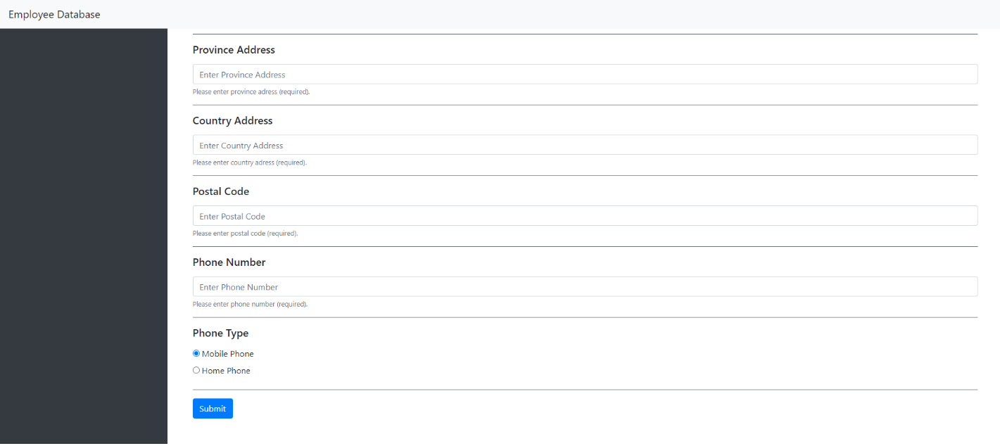 Employee Database
Province Address
Enter Province Address
Please enter province adress (required).
Country Address
Enter Country Address
Please enter country adress (required).
Postal Code
Enter Postal Code
Please enter postal code (required).
Phone Number
Enter Phone Number
Please enter phone number (required).
Phone Type
Mobile Phone
Home Phone
Submit